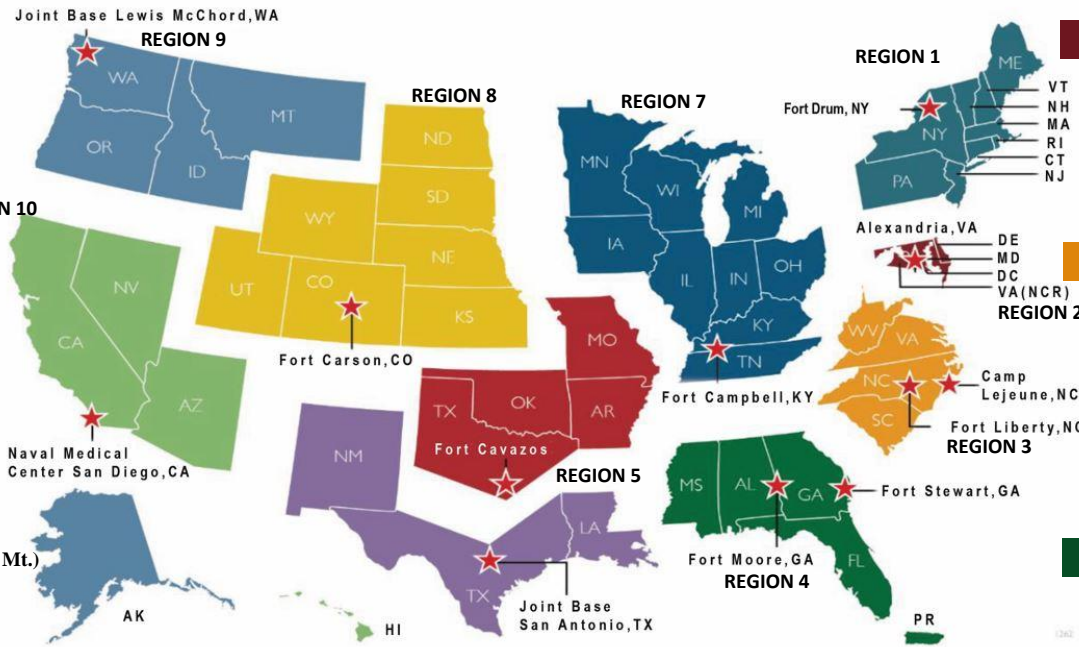 Joint Base Lewis McChord,WA
REGION 9
WA
MT
OR
ID
REGION 8
ND
SD
WY
NE
UT
CO
KS
Fort Carson,CO
REGION 7
MN
WI
MI
IA
IL
IN
OH
KY
TN
Fort Campbell,KY
REGION 1
ME
VT
NH
MA
RI
CT
NJ
Fort Drum, NY
NY
PA
Alexandria,VA
DE
MD
DC
VA(NCR)
REGION 2
WV
VA
NC
SC
Camp
Lejeune,NC
Fort Liberty,NC
REGION 3
N 10
NV
CA
AZ
Naval Medical
Center San Diego,CA
MO
TX
OK
AR
Fort Cavazos
REGION 5
NM
LA
TX
Joint Base
San Antonio,TX
MS
AL
GA
FL
Fort Stewart,GA
Fort Moore,GA
REGION 4
PR
Mt.)
AK
HI